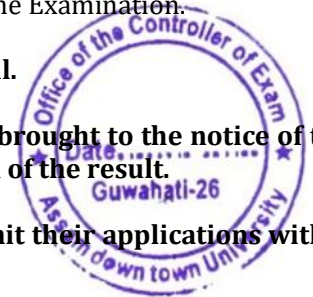 ne Examination.
Office of the Controller of Exam
l.
brought to the notice of t
Date
n of the result.
Guwahati-26
nit their applications with
Assam down town University